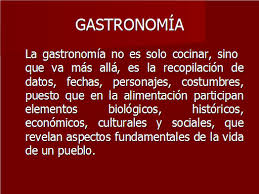 GASTRONOMÍA
La gastronomía no es solo cocinar, sino
que va más allá, es la recopilación de
datos, fechas, personajes, costumbres,
puesto que en la alimentación participan
elementos biológicos, históricos,
económicos, culturales y sociales, que
revelan aspectos fundamentales de la vida
de un pueblo.